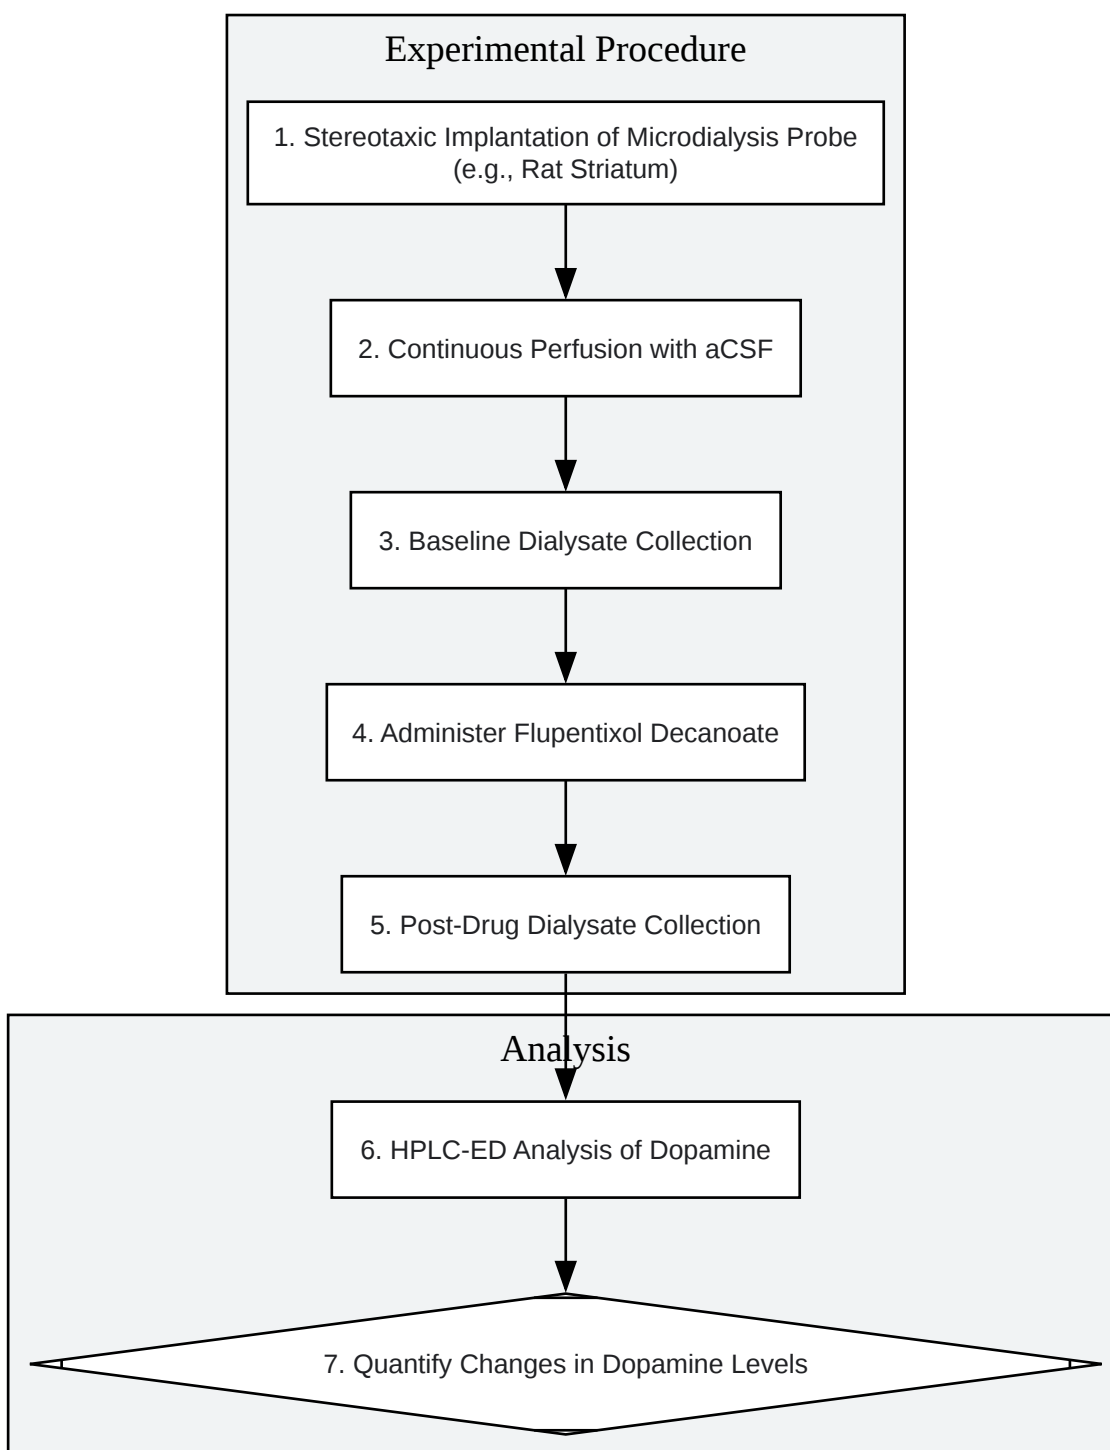 Experimental Procedure
1. Stereotaxic Implantation of Microdialysis Probe
(e.g., Rat Striatum)
2. Continuous Perfusion with aCSF
3. Baseline Dialysate Collection
4. Administer Flupentixol Decanoate
5. Post-Drug Dialysate Collection
Analysis
6. HPLC-ED Analysis of Dopamine
7. Quantify Changes in Dopamine Levels